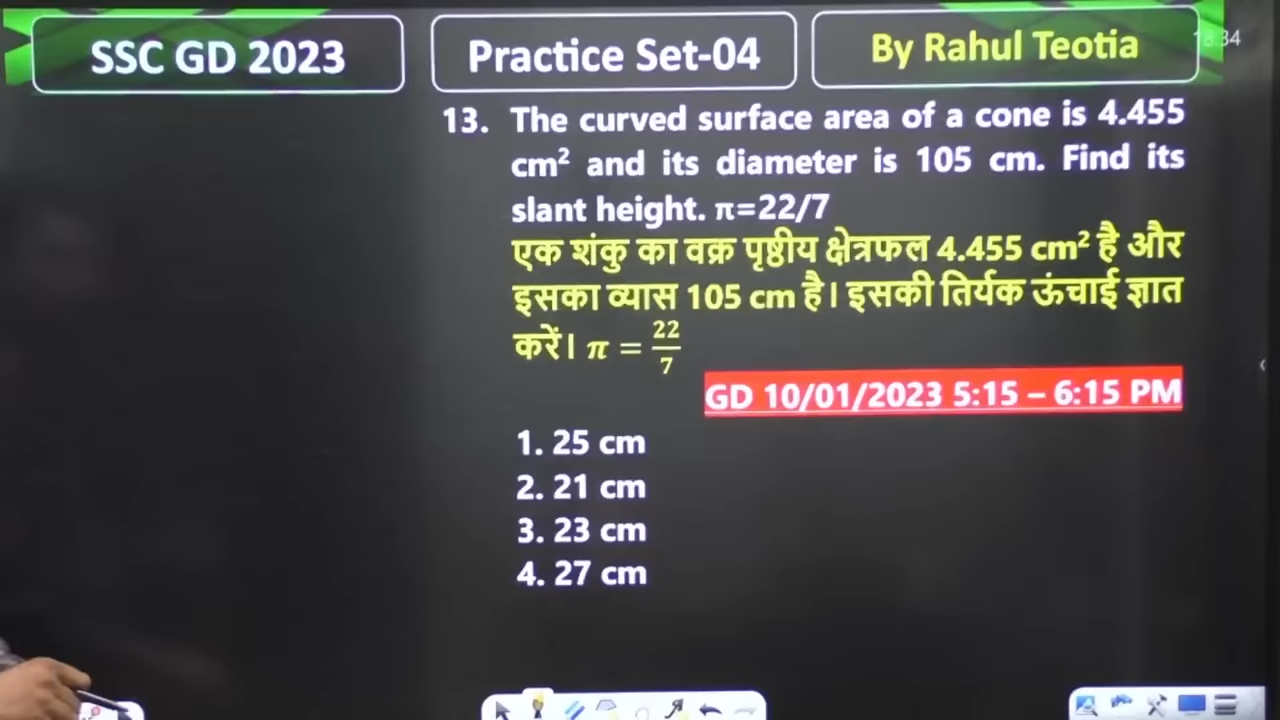 SSC GD 2023
Practice Set-04
By Rahul Teotia
13. The curved surface area of a cone is 4.455
cm² and its diameter is 105 cm. Find its
slant height. π=22/7
एक शंकु का वक्र पृष्ठीय क्षेत्रफल 4.455 cm² है और
इसका व्यास 105 cm है। इसकी तिर्यक ऊंचाई ज्ञात
करें। π = 22/7
GD 10/01/2023 5:15 – 6:15 PM
1. 25 cm
2. 21 cm
3. 23 cm
4. 27 cm